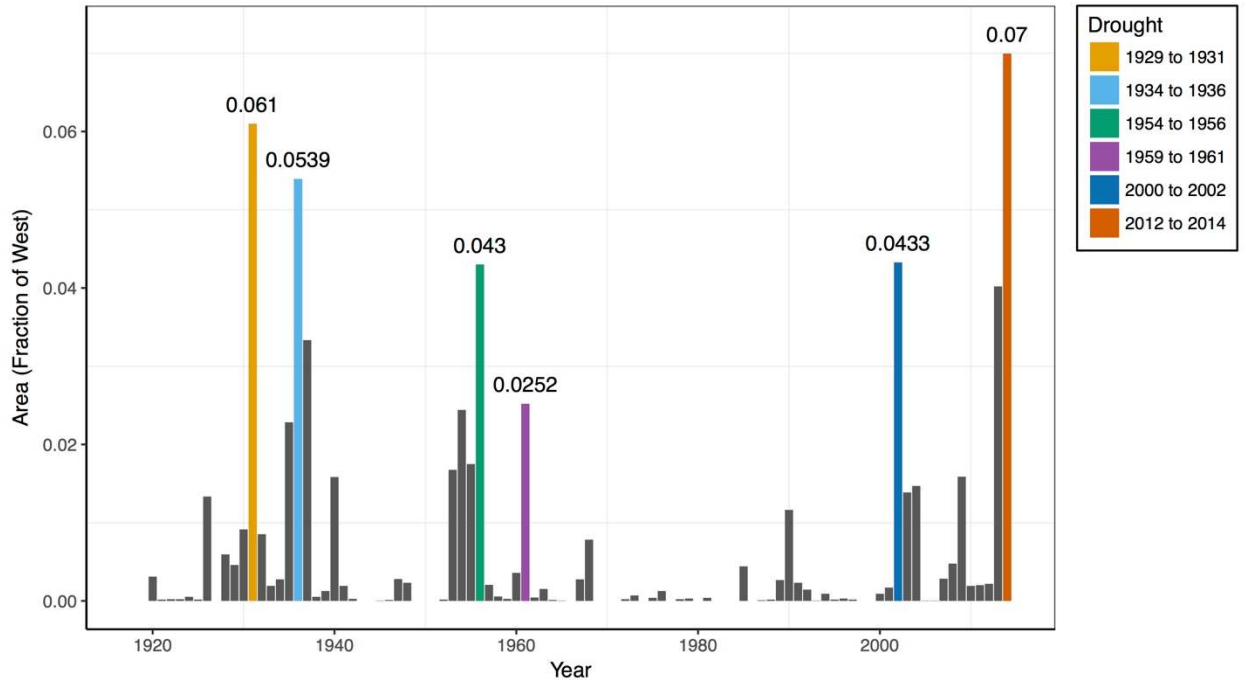 0.07
0.061
0.0539
0.043
0.0433
0.0252
0.06
0.04
0.02
0.00
Area (Fraction of West)
1920 1940 1960 1980 2000
Year
Drought
1929 to 1931
1934 to 1936
1954 to 1956
1959 to 1961
2000 to 2002
2012 to 2014